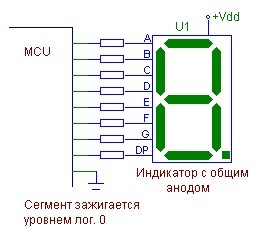 +Vdd
U1
MCU
A
B
C
D
E
F
G
DP
Индикатор с общим
анодом
Сегмент зажигается
уровнем лог. 0